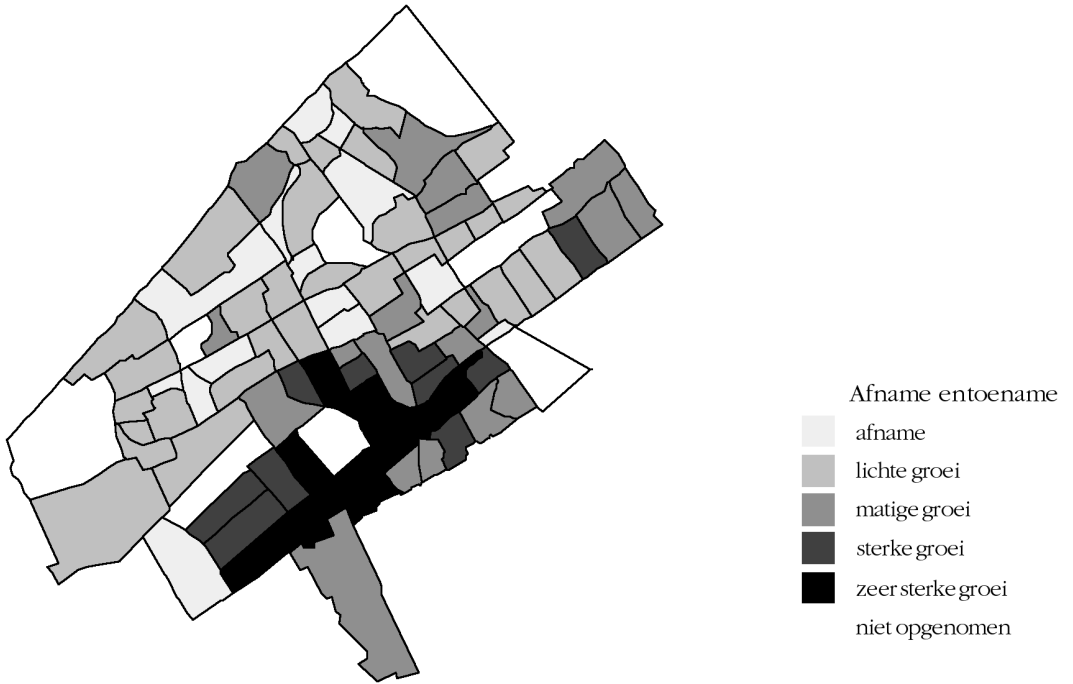 Afname entoename
afname
lichte groei
matige groei
sterke groei
zeer sterke groei
niet opgenomen